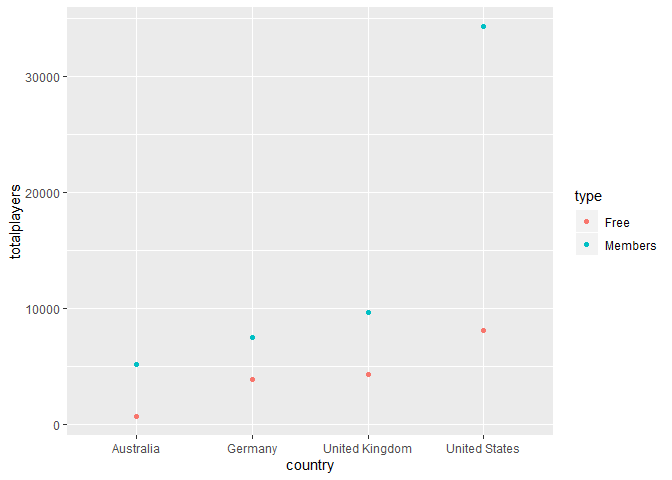 30000
20000
10000
0
totalplayers
Australia
Germany
United Kingdom
United States
country
type
Free
Members